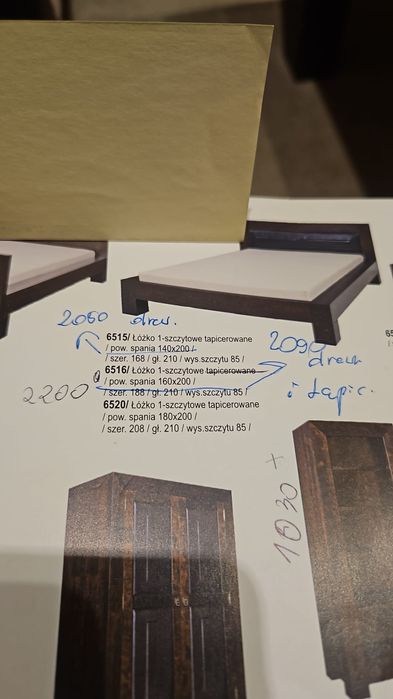 2060 drew.
6515/ Łóżko 1-szczytowe tapicerowane
/ pow. spania 140x200 /
/ szer. 168 / gł. 210 / wys.szczytu 85 /
2090 drewn
i tapic.
6516/ Łóżko 1-szczytowe tapicerowane
/ pow. spania 160x200 /
2200
/ szer. 188 / gł. 210 / wys.szczytu 85 /
6520/ Łóżko 1-szczytowe tapicerowane
/ pow. spania 180x200 /
/ szer. 208 / gł. 210 / wys.szczytu 85 /
1030 +